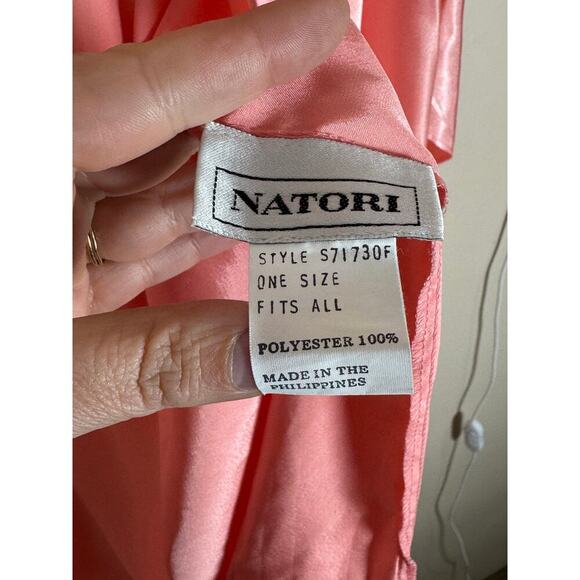 NATORI
STYLE S71730F
ONE SIZE
FITS ALL
POLYESTER 100%
MADE IN THE
PHILIPPINES